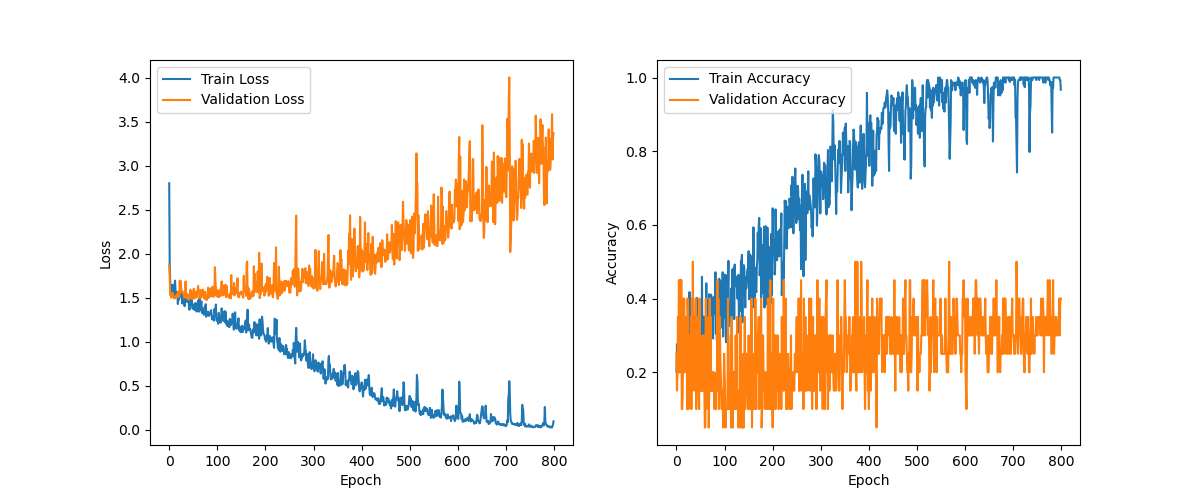 Train Loss
Validation Loss
4.0
3.5
3.0
2.5
2.0
1.5
1.0
0.5
0.0
Loss
0 100 200 300 400 500 600 700 800
Epoch
Train Accuracy
Validation Accuracy
1.0
0.8
0.6
0.4
0.2
Accuracy
0 100 200 300 400 500 600 700 800
Epoch